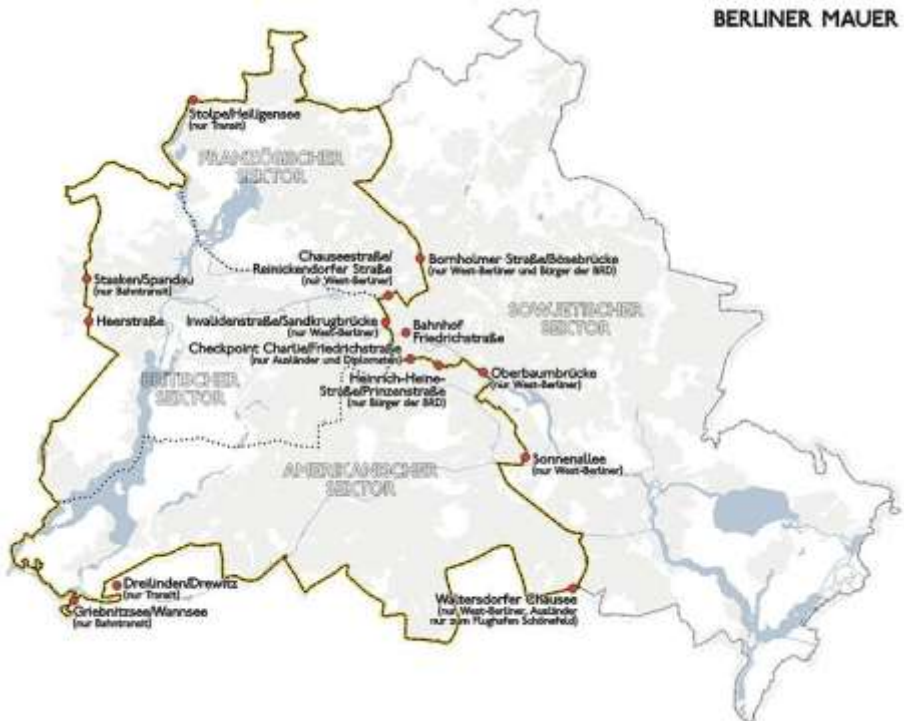 BERLINER MAUER
Stolpe/Heiligensee
(nur Transit)
FRANZÖSISCHER
SEKTOR
Chauseestraße/
Reinickendorfer Straße
(nur West-Berliner)
Bornholmer Straße/Bösebrücke
(nur West-Berliner und Bürger der BRD)
Staaken/Spandau
(nur Bahntransit)
SOWJETISCHER
SEKTOR
Heerstraße
Invalidenstraße/Sandkrugbrücke
(nur West-Berliner)
Bahnhof
Friedrichstraße
Checkpoint Charlie/Friedrichstraße
(nur Ausländer und Diplomaten)
BRITISCHER
SEKTOR
Heinrich-Heine-
Straße/Prinzenstraße
(nur Bürger der BRD)
Oberbaumbrücke
(nur West-Berliner)
Sonnenallee
(nur West-Berliner)
AMERIKANISCHER
SEKTOR
Dreilinden/Drewitz
(nur Transit)
Griebnitzsee/Wannsee
(nur Bahntransit)
Waltersdorfer Chausee
(nur West-Berliner, Ausländer
nur zum Flughafen Schönefeld)